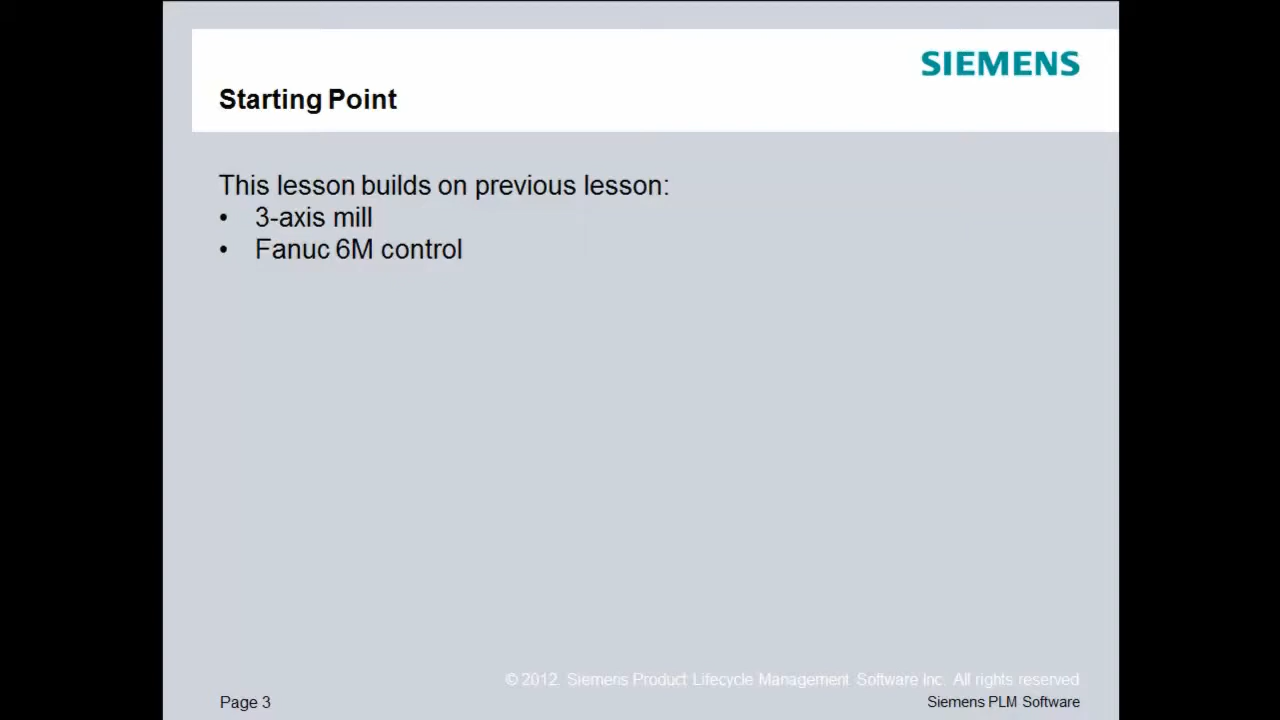 SIEMENS
Starting Point
This lesson builds on previous lesson:
• 3-axis mill
• Fanuc 6M control
© 2012. Siemens Product Lifecycle Management Software Inc. All rights reserved
Page 3
Siemens PLM Software